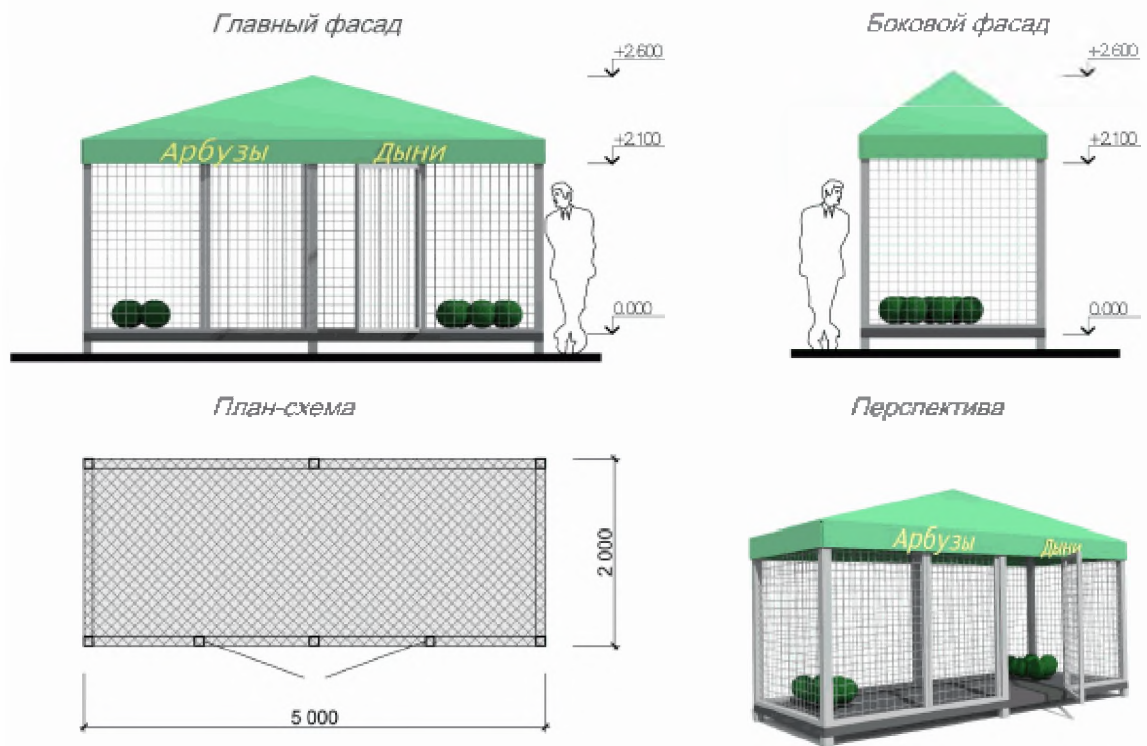 Главный фасад
Боковой фасад
+2.600
+2.600
Арбузы Дыни
+2.100
+2.100
0.000
0.000
План-схема
Перспектива
2 000
5 000
Арбузы Дыни